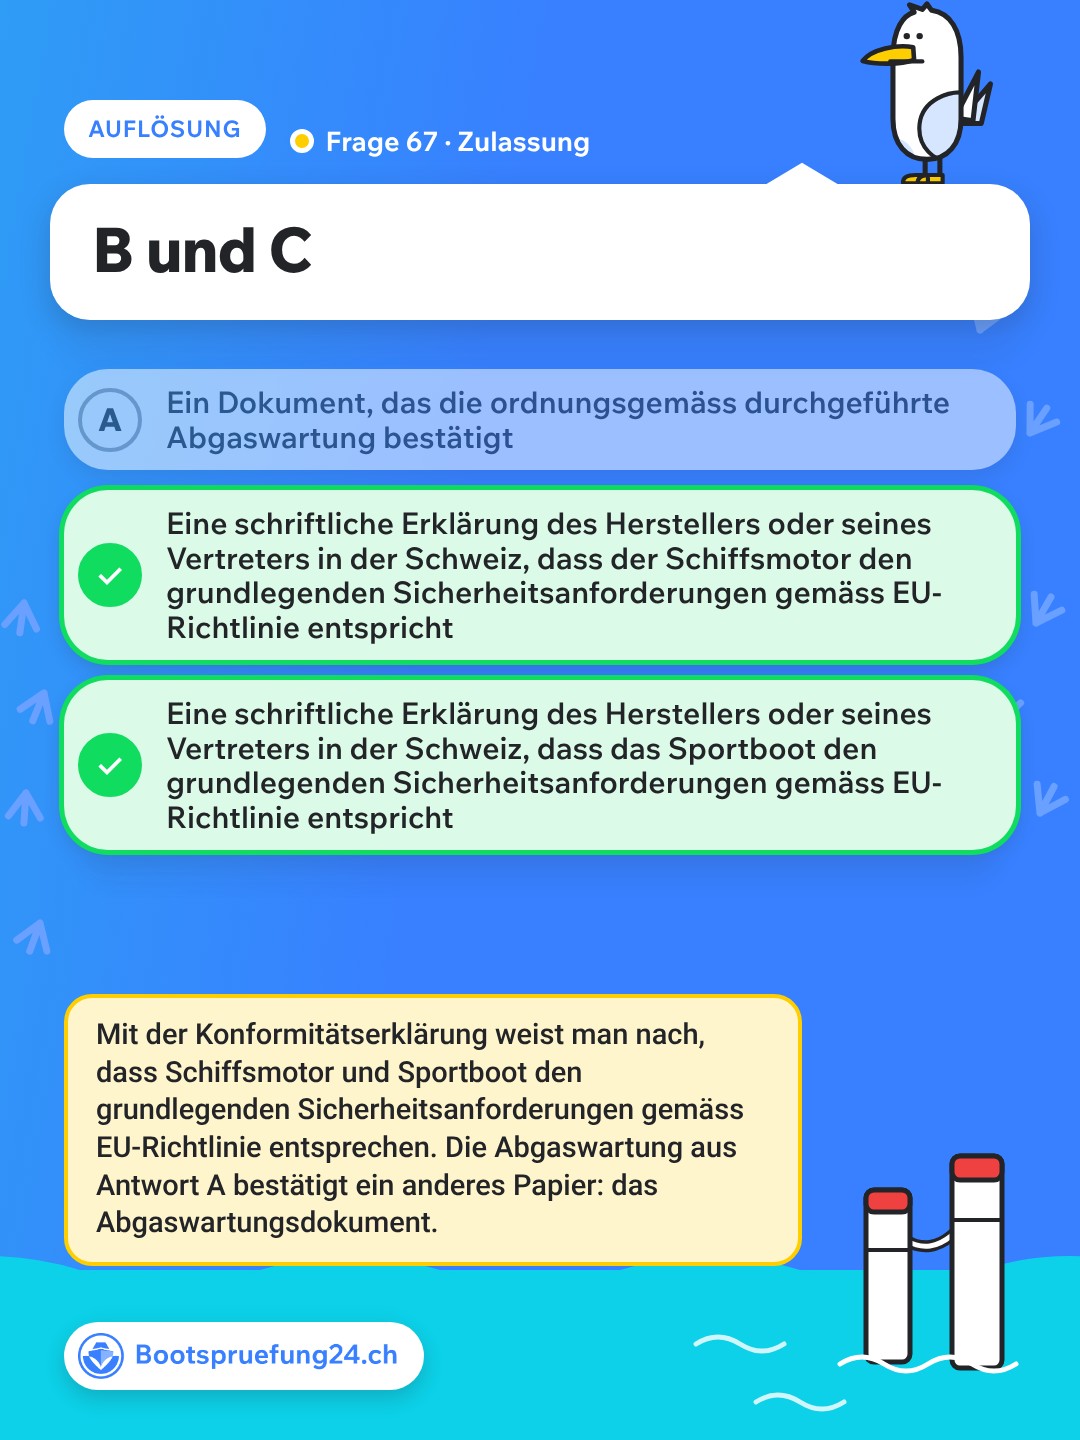 AUFLÖSUNG
Frage 67 · Zulassung
B und C
A
Ein Dokument, das die ordnungsgemäss durchgeführte
Abgaswartung bestätigt
Eine schriftliche Erklärung des Herstellers oder seines
Vertreters in der Schweiz, dass der Schiffsmotor den
grundlegenden Sicherheitsanforderungen gemäss EU-
Richtlinie entspricht
Eine schriftliche Erklärung des Herstellers oder seines
Vertreters in der Schweiz, dass das Sportboot den
grundlegenden Sicherheitsanforderungen gemäss EU-
Richtlinie entspricht
Mit der Konformitätserklärung weist man nach,
dass Schiffsmotor und Sportboot den
grundlegenden Sicherheitsanforderungen gemäss
EU-Richtlinie entsprechen. Die Abgaswartung aus
Antwort A bestätigt ein anderes Papier: das
Abgaswartungsdokument.
Bootspruefung24.ch